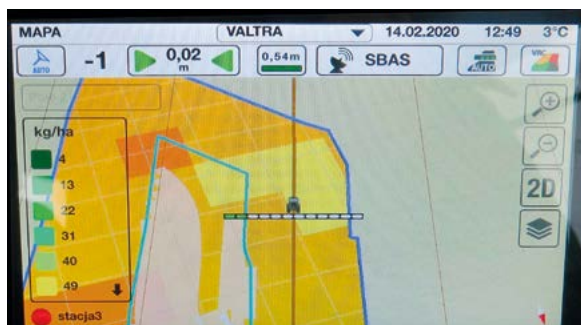 MAPA VALTRA 14.02.2020 12:49 3°C
AUTO -1 0,02 m 0,54m SBAS AUTO VRC
kg/ha
4
13
22
31
40
49
2D
stacja3